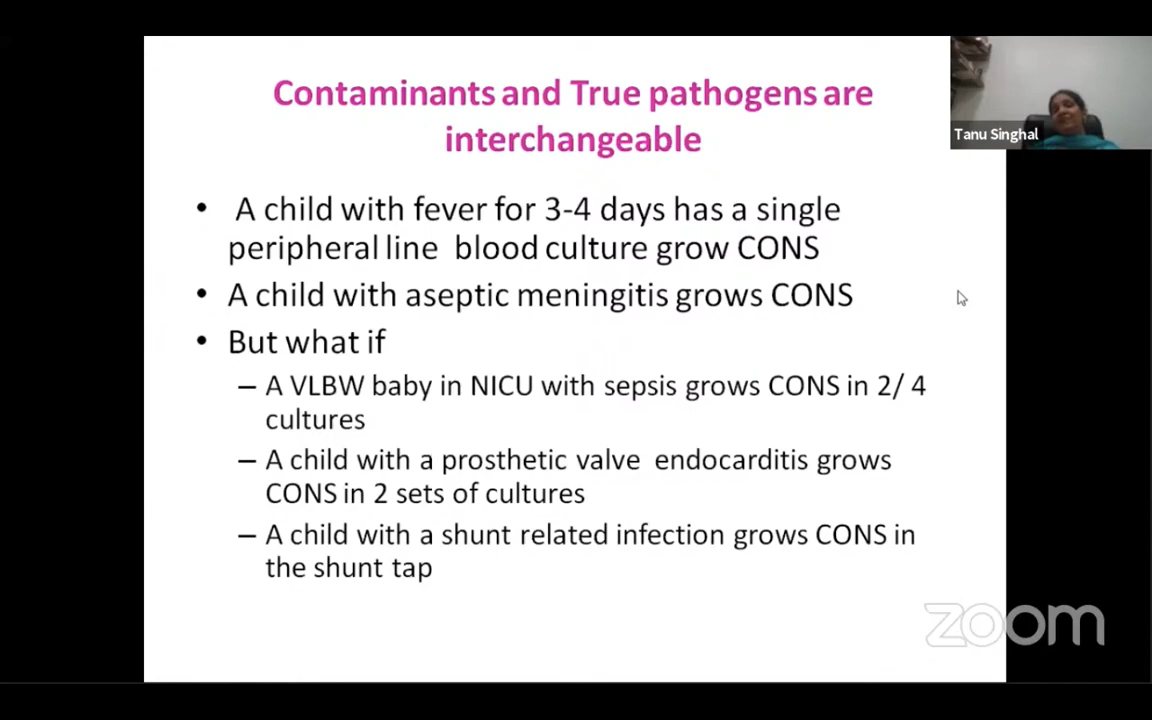 Contaminants and True pathogens are
interchangeable
Tanu Singhal
• A child with fever for 3-4 days has a single
peripheral line blood culture grow CONS
• A child with aseptic meningitis grows CONS
• But what if
– A VLBW baby in NICU with sepsis grows CONS in 2/ 4
cultures
– A child with a prosthetic valve endocarditis grows
CONS in 2 sets of cultures
– A child with a shunt related infection grows CONS in
the shunt tap
zoom